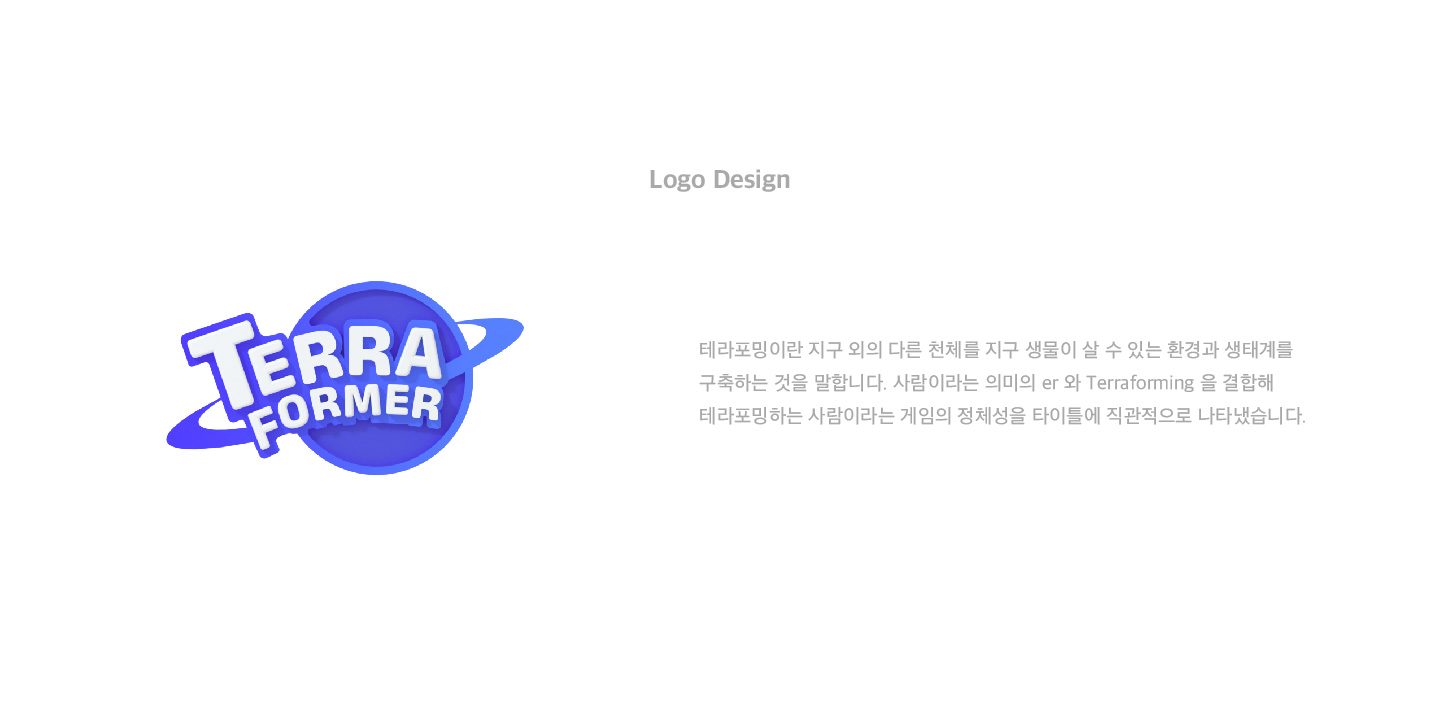 Logo Design
TERRA
FORMER
테라포밍이란 지구 외의 다른 천체를 지구 생물이 살 수 있는 환경과 생태계를
구축하는 것을 말합니다. 사람이라는 의미의 er 와 Terraforming 을 결합해
테라포밍하는 사람이라는 게임의 정체성을 타이틀에 직관적으로 나타냈습니다.